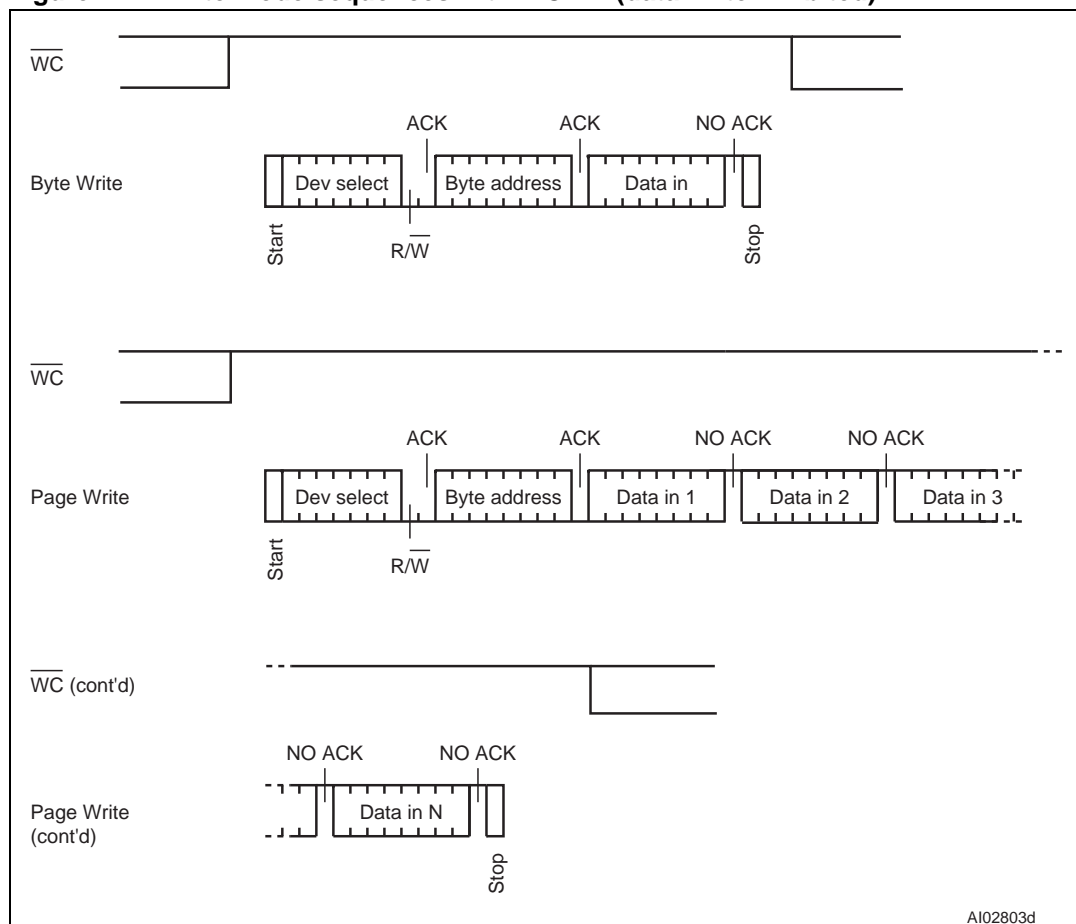 WC
ACK ACK NO ACK
Byte Write Dev select Byte address Data in
Start R/W Stop
WC
ACK ACK NO ACK NO ACK
Page Write Dev select Byte address Data in 1 Data in 2 Data in 3
Start R/W
WC (cont'd)
NO ACK NO ACK
Page Write Data in N
(cont'd)
Stop
AI02803d